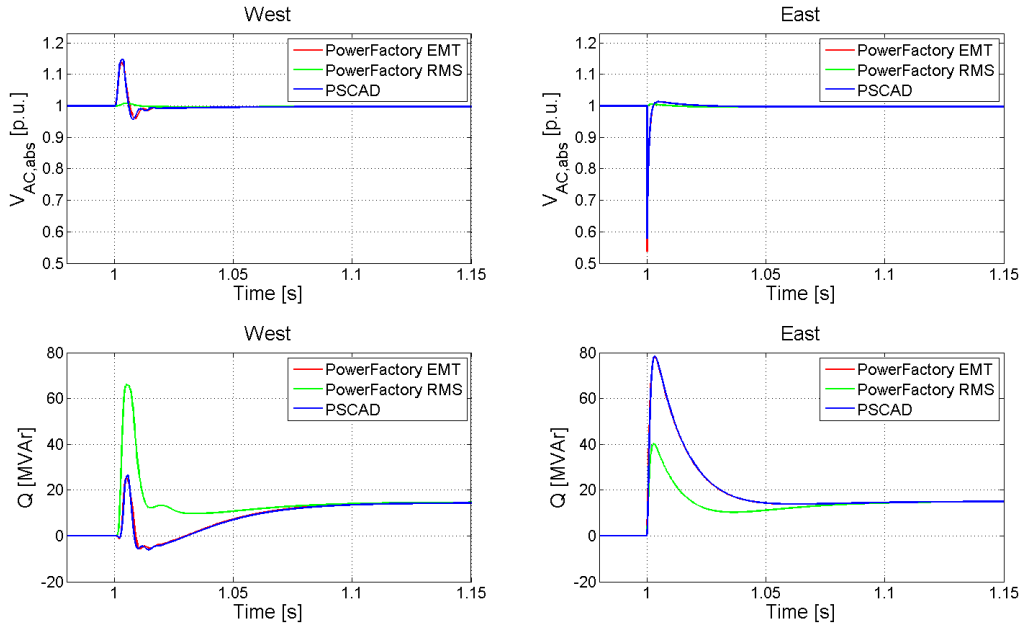 West
1.2
1.1
1
0.9
0.8
0.7
0.6
0.5
V_AC,abs [p.u.]
PowerFactory EMT
PowerFactory RMS
PSCAD
1
1.05
1.1
1.15
Time [s]
East
1.2
1.1
1
0.9
0.8
0.7
0.6
0.5
V_AC,abs [p.u.]
PowerFactory EMT
PowerFactory RMS
PSCAD
1
1.05
1.1
1.15
Time [s]
West
80
60
40
20
0
-20
Q [MVAr]
PowerFactory EMT
PowerFactory RMS
PSCAD
1
1.05
1.1
1.15
Time [s]
East
80
60
40
20
0
-20
Q [MVAr]
PowerFactory EMT
PowerFactory RMS
PSCAD
1
1.05
1.1
1.15
Time [s]